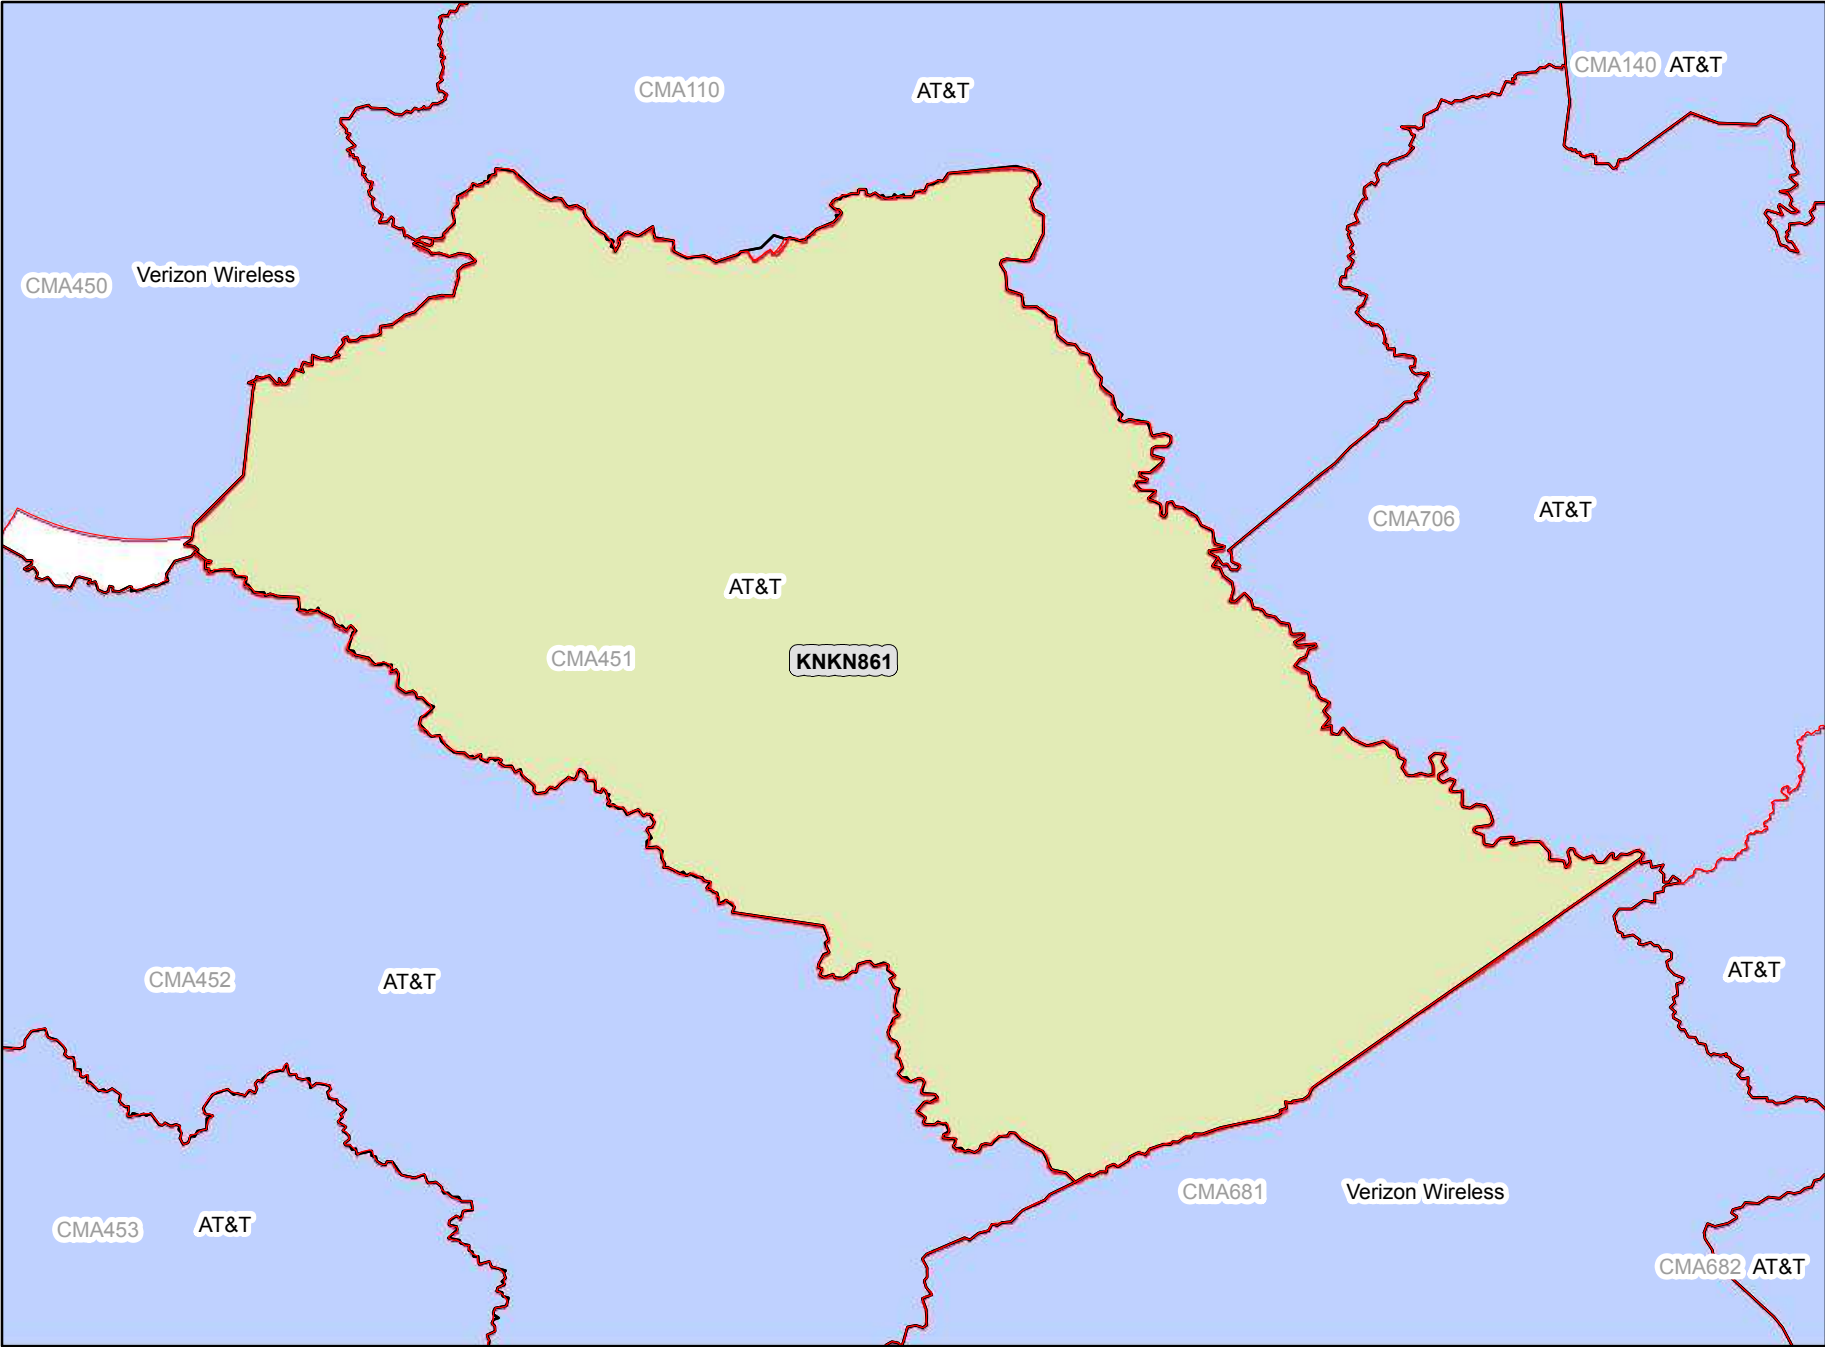 CMA140 AT&T
CMA110 AT&T
CMA450 Verizon Wireless
CMA706 AT&T
AT&T
CMA451 KNKN861
AT&T
CMA452 AT&T
CMA681 Verizon Wireless
CMA453 AT&T
CMA682 AT&T